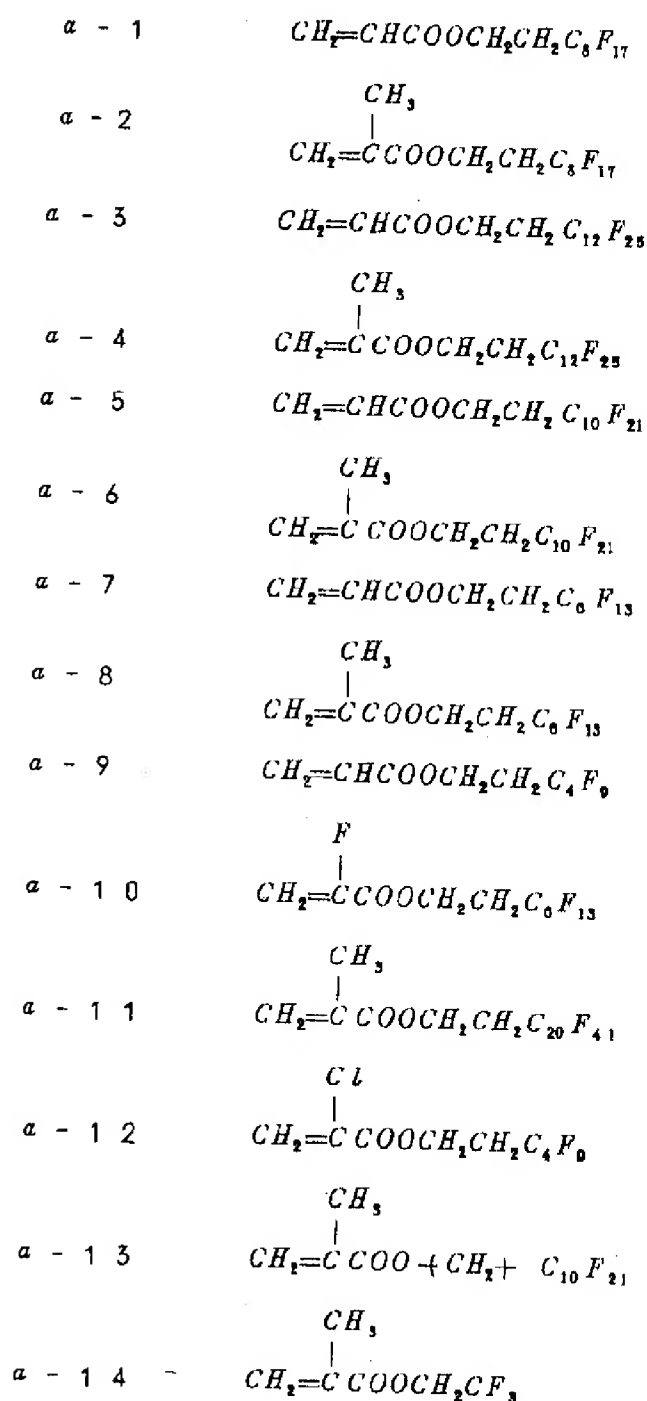 a - 1 CH₂=CHCOOCH₂CH₂C₈F₁₇
CH₃
|
a - 2 CH₂=CCOOCH₂CH₂C₈F₁₇
a - 3 CH₂=CHCOOCH₂CH₂C₁₂F₂₅
CH₃
|
a - 4 CH₂=CCOOCH₂CH₂C₁₂F₂₅
a - 5 CH₂=CHCOOCH₂CH₂C₁₀F₂₁
CH₃
|
a - 6 CH₂=CCOOCH₂CH₂C₁₀F₂₁
a - 7 CH₂=CHCOOCH₂CH₂C₆F₁₃
CH₃
|
a - 8 CH₂=CCOOCH₂CH₂C₆F₁₃
a - 9 CH₂=CHCOOCH₂CH₂C₄F₉
F
|
a - 1 0 CH₂=CCOOCH₂CH₂C₆F₁₃
CH₃
|
a - 1 1 CH₂=CCOOCH₂CH₂C₂₀F₄₁
Cl
|
a - 1 2 CH₂=CCOOCH₂CH₂C₄F₉
CH₃
|
a - 1 3 CH₂=CCOO-(CH₂+ C₁₀F₂₁
CH₃
|
a - 1 4 - CH₂=CCOOCH₂CF₃